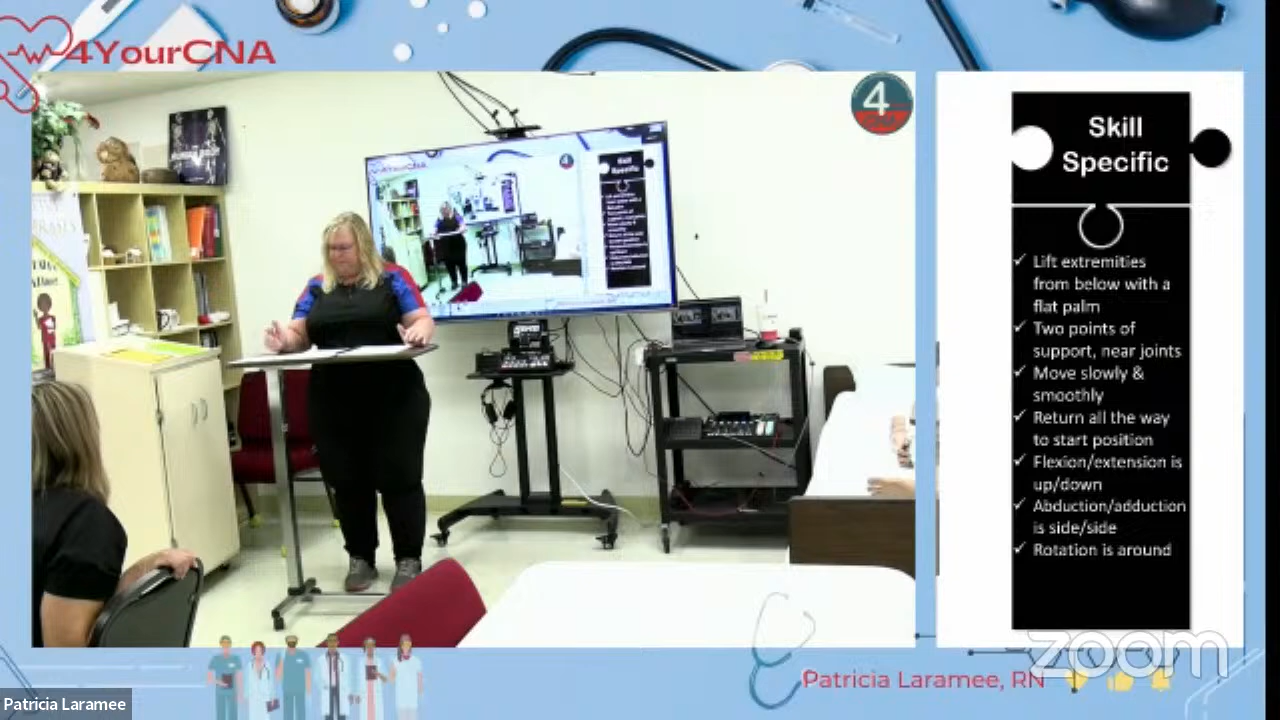 4YourCNA
4
CNA
Skill
Specific
✓ Lift extremities
from below with a
flat palm
✓ Two points of
support, near joints
✓ Move slowly &
smoothly
✓ Return all the way
to start position
✓ Flexion/extension is
up/down
✓ Abduction/adduction
is side/side
✓ Rotation is around
zoom
Patricia Laramee, RN
Patricia Laramee